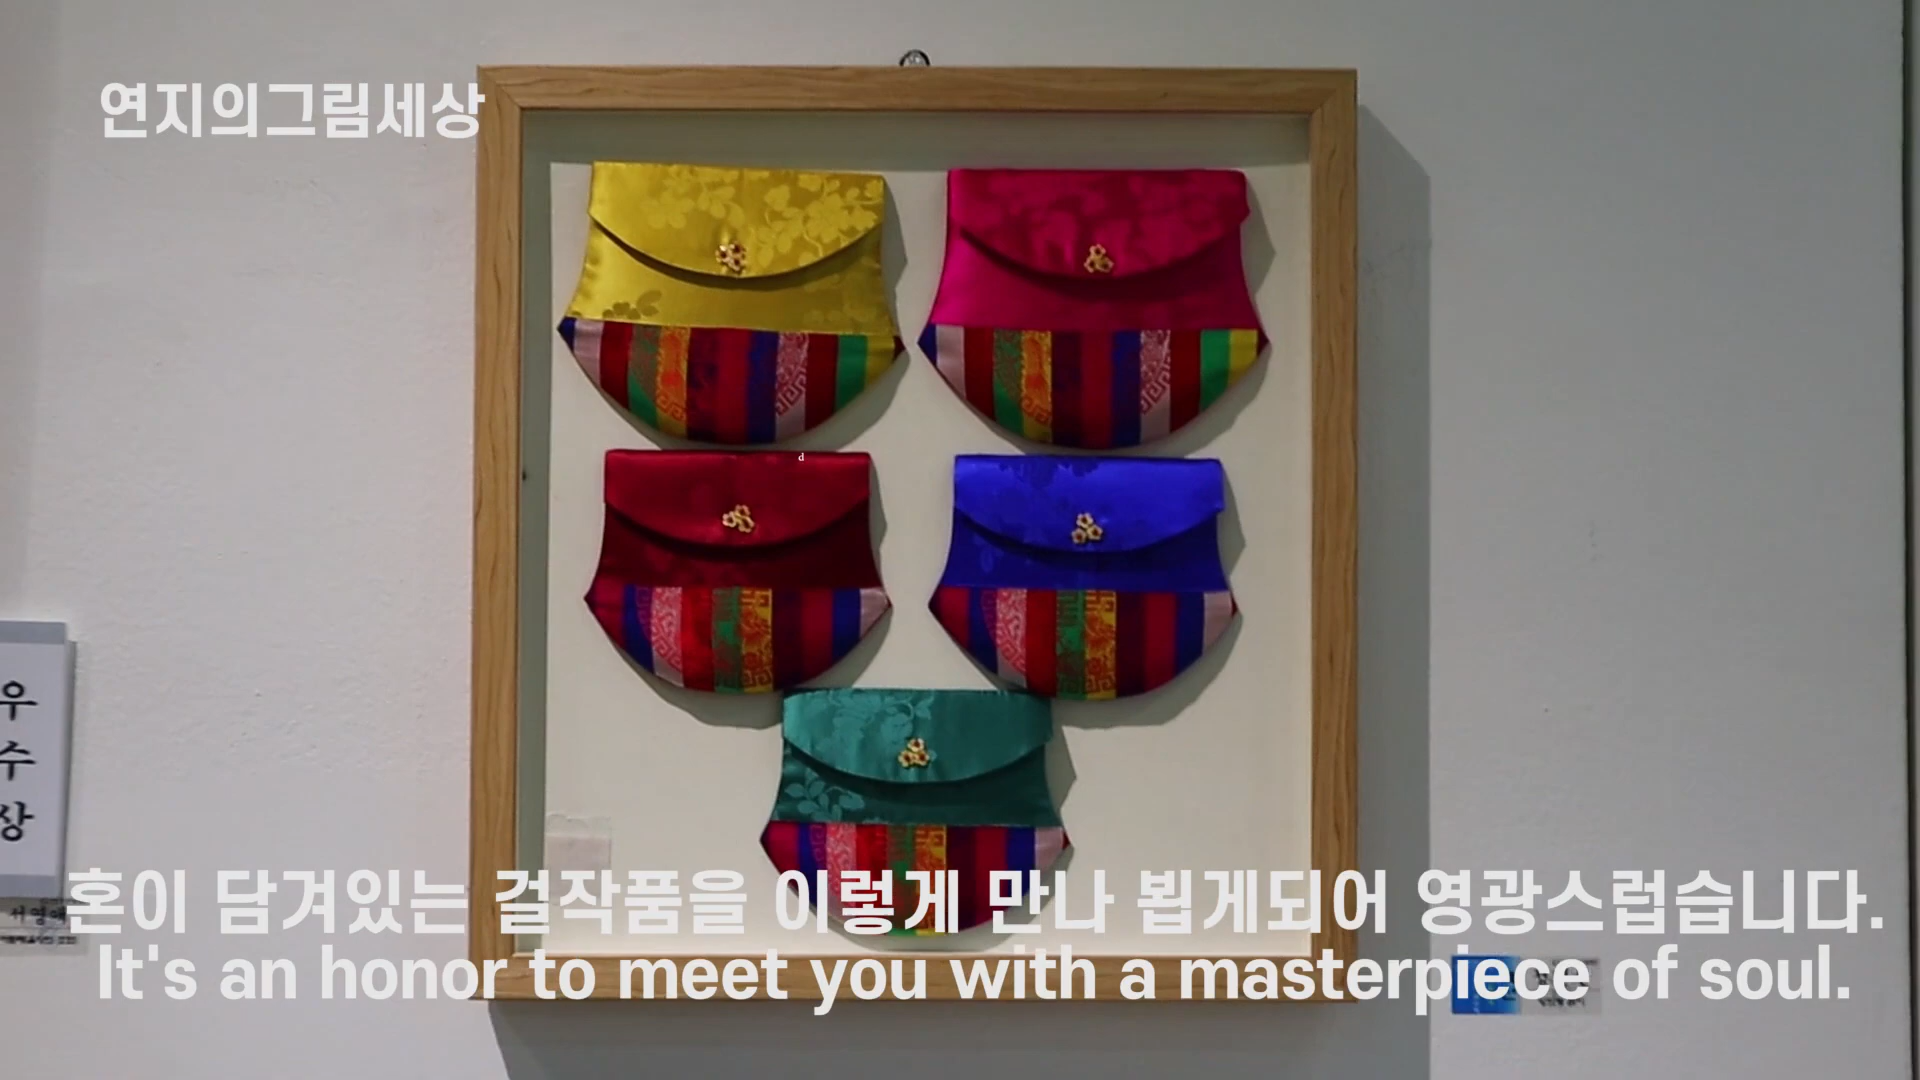 연지의그림세상
d
우
수
상
혼이 담겨있는 걸작품을 이렇게 만나 뵙게되어 영광스럽습니다.
It's an honor to meet you with a masterpiece of soul.